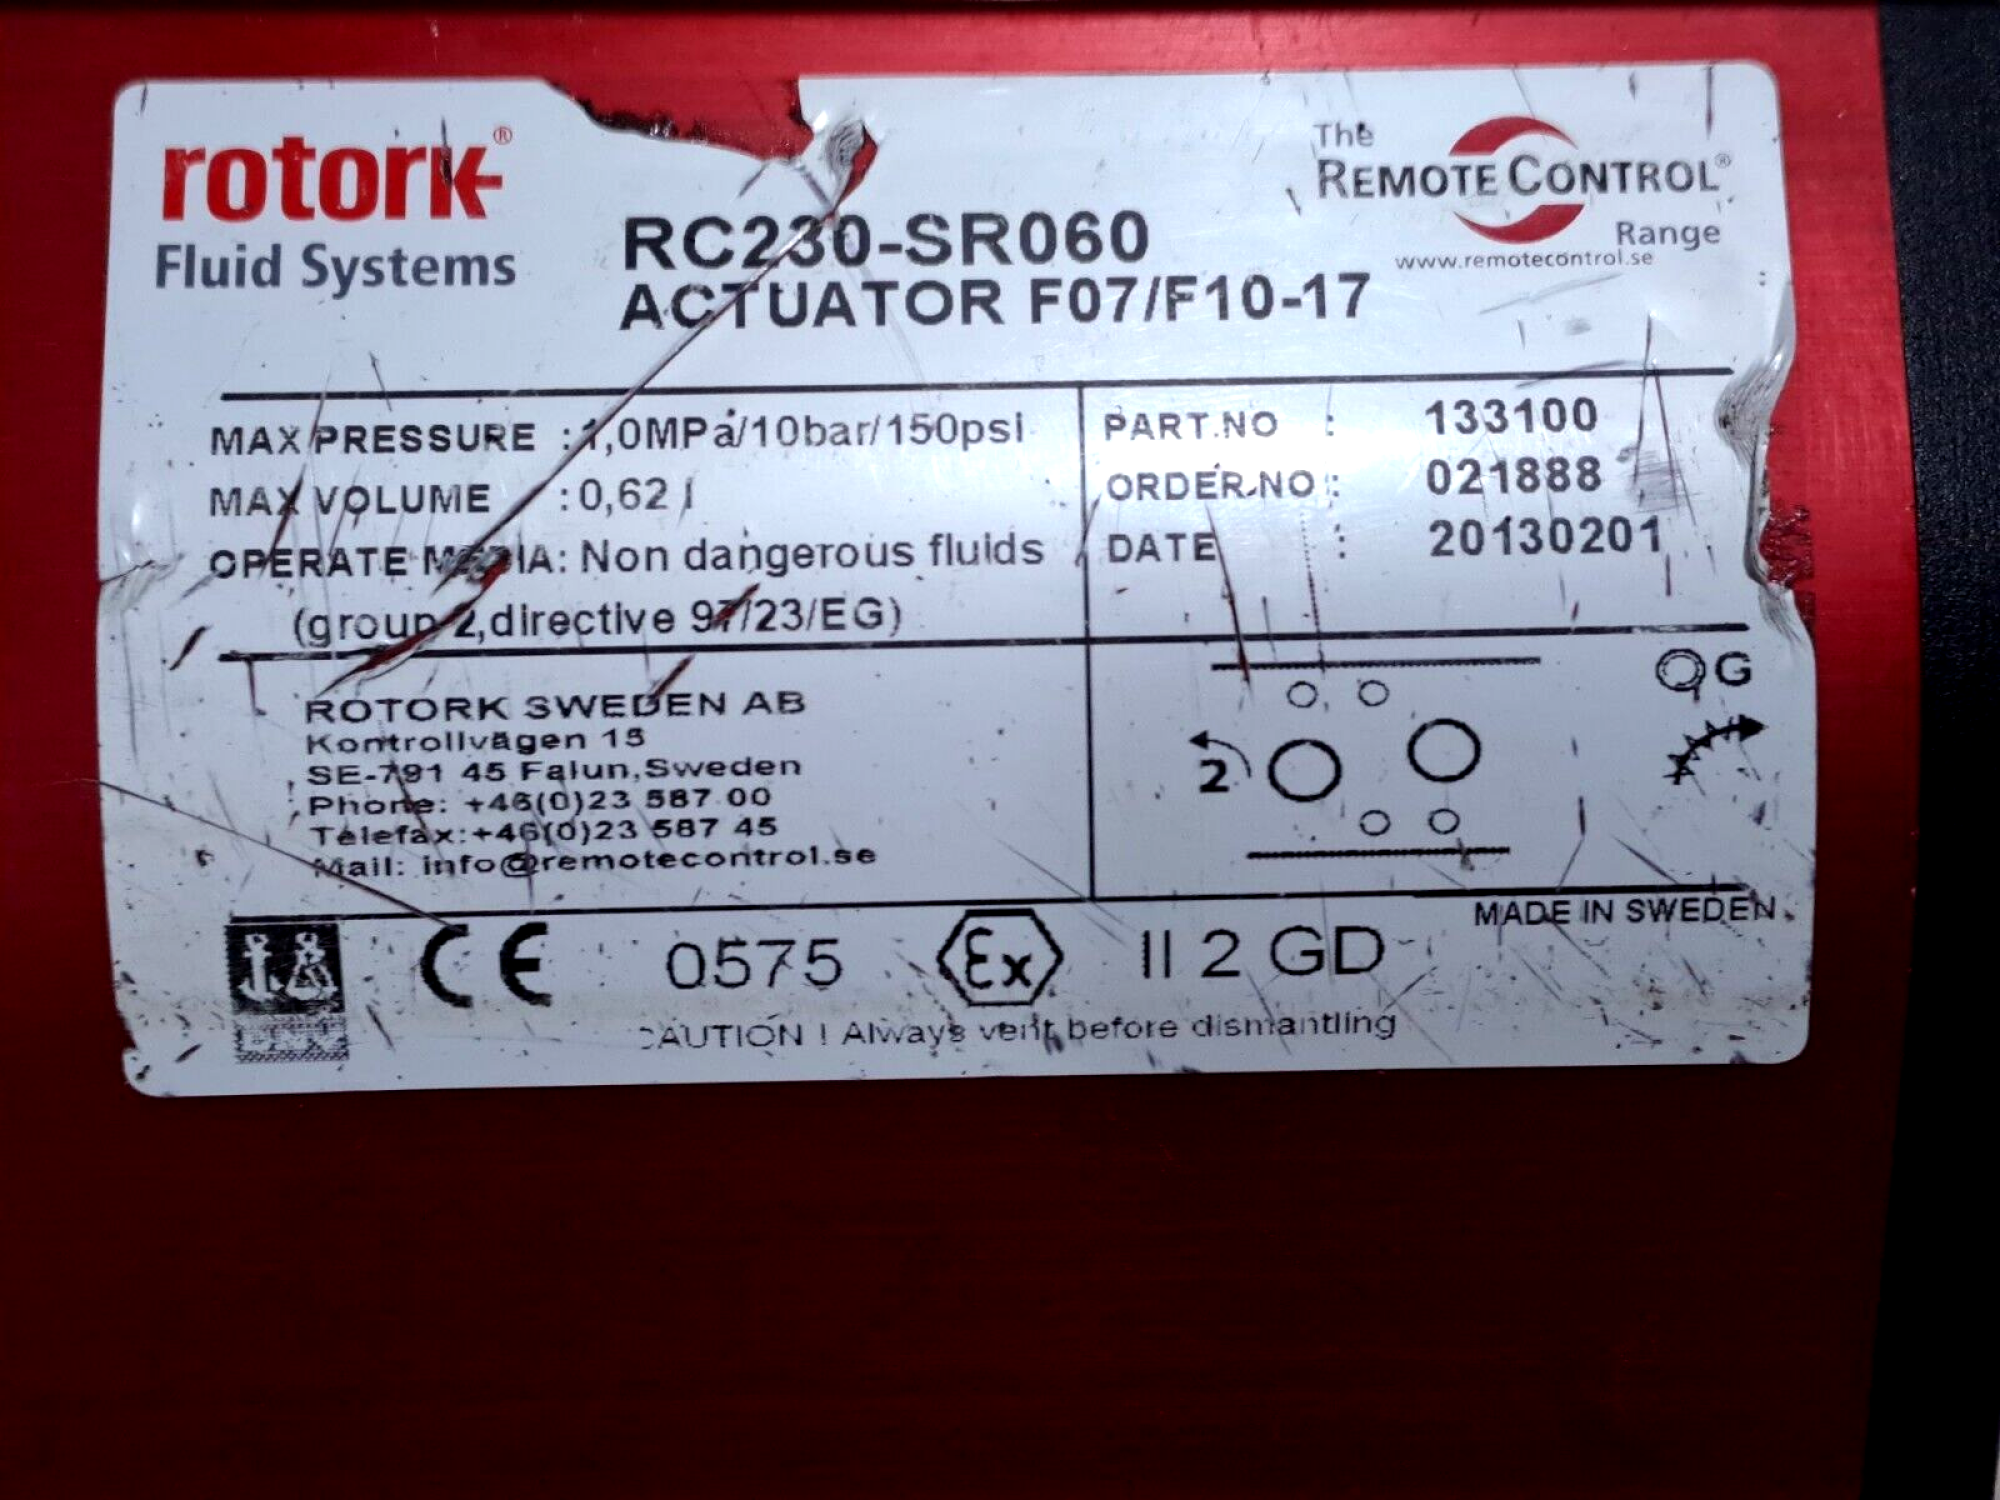 rotork®
Fluid Systems
The
REMOTE CONTROL®
Range
www.remotecontrol.se
RC230-SR060
ACTUATOR F07/F10-17
MAX PRESSURE : 1,0MPa/10bar/150psi
MAX VOLUME : 0,62 l
OPERATE MEDIA: Non dangerous fluids
(group 2,directive 97/23/EG)
PART.NO : 133100
ORDER.NO : 021888
DATE : 20130201
ROTORK SWEDEN AB
Kontrollvägen 15
SE-791 45 Falun,Sweden
Phone: +46(0)23 587 00
Telefax:+46(0)23 587 45
Mail: info@remotecontrol.se
2
G
MADE IN SWEDEN
CE 0575 Ex II 2 GD
CAUTION ! Always vent before dismantling